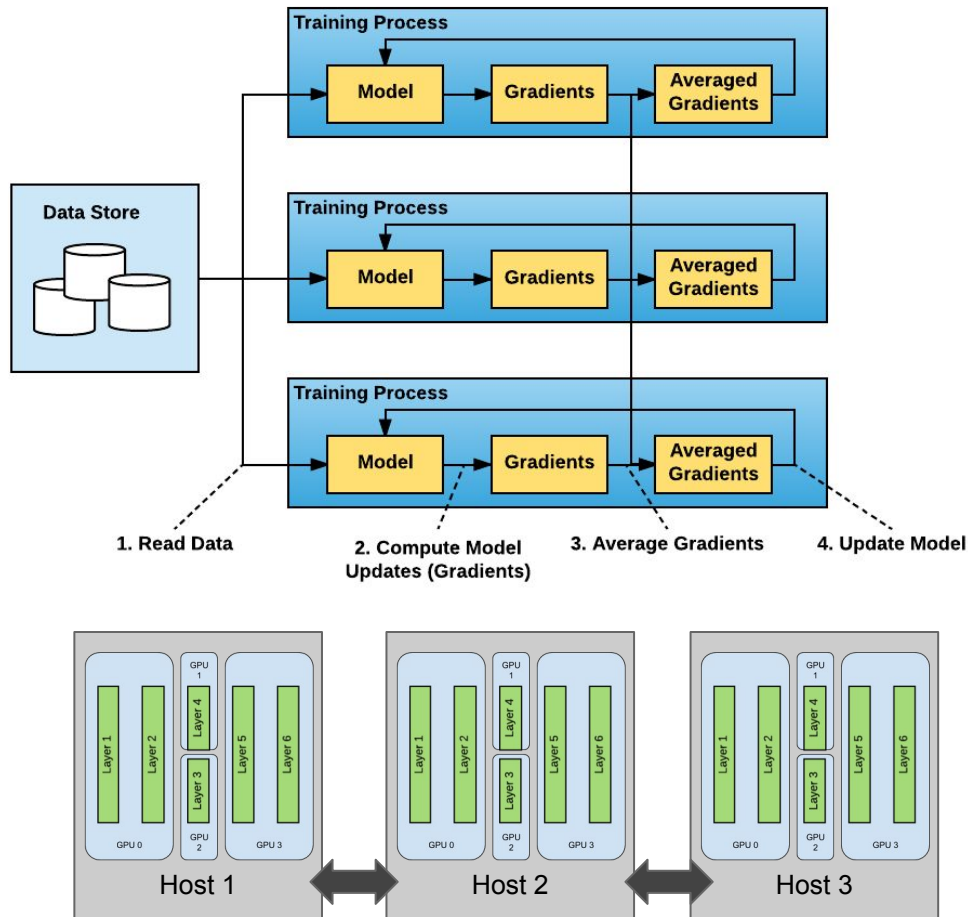 Training Process
Model
Gradients
Averaged
Gradients
Data Store
Training Process
Model
Gradients
Averaged
Gradients
Training Process
Model
Gradients
Averaged
Gradients
1. Read Data
2. Compute Model
Updates (Gradients)
3. Average Gradients
4. Update Model
Layer 1
Layer 2
GPU 0
GPU
1
Layer 4
Layer 3
GPU
2
Layer 5
Layer 6
GPU 3
Host 1
Layer 1
Layer 2
GPU 0
GPU
1
Layer 4
Layer 3
GPU
2
Layer 5
Layer 6
GPU 3
Host 2
Layer 1
Layer 2
GPU 0
GPU
1
Layer 4
Layer 3
GPU
2
Layer 5
Layer 6
GPU 3
Host 3